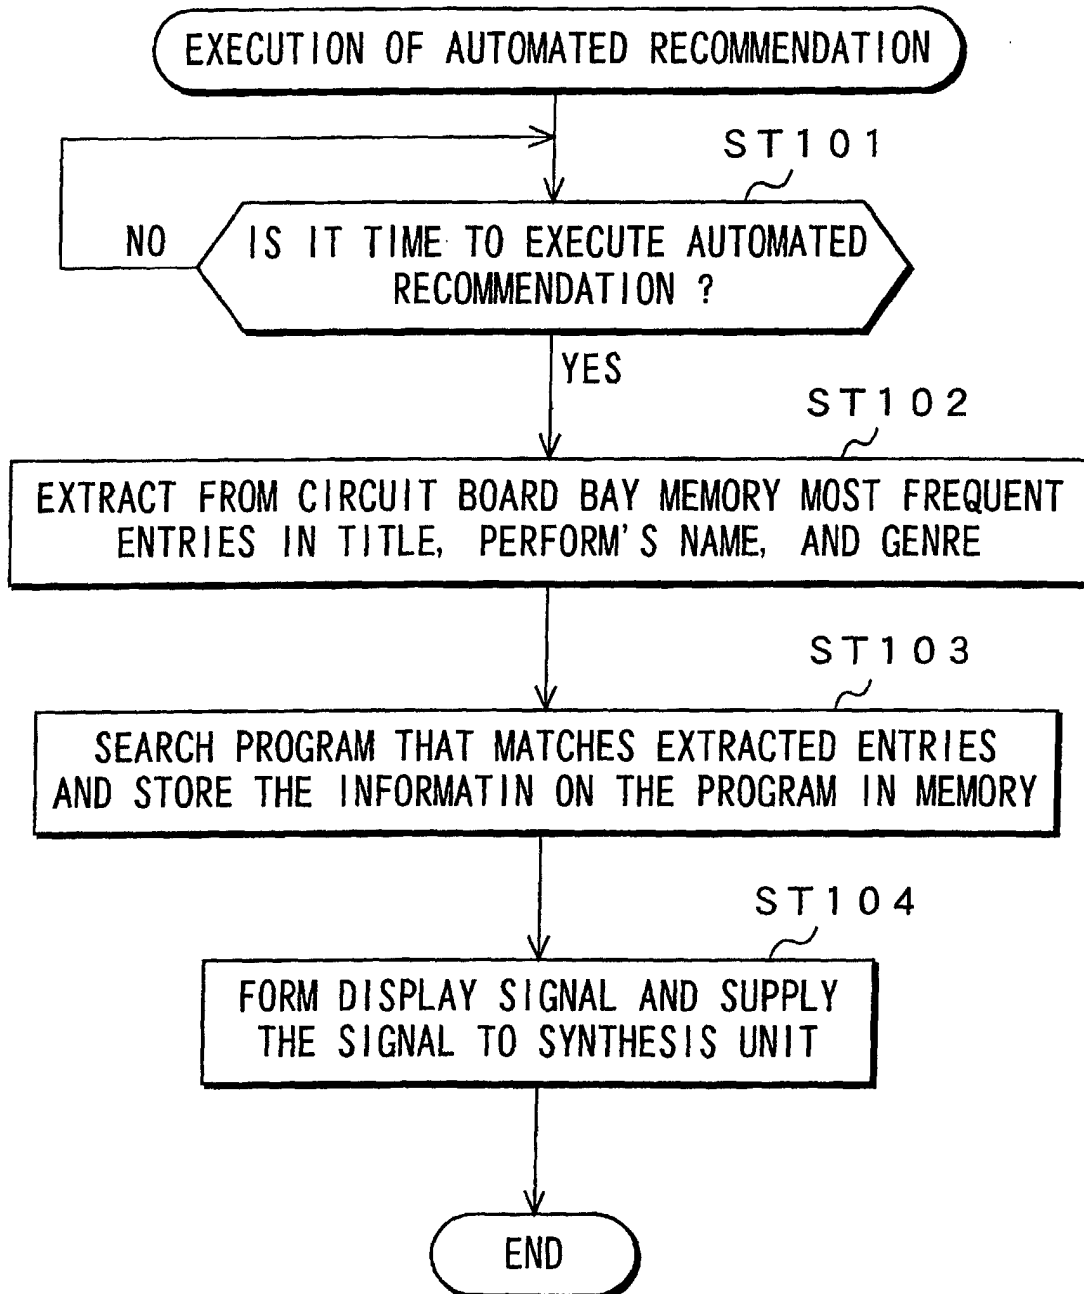 EXECUTION OF AUTOMATED RECOMMENDATION
ST101
IS IT TIME TO EXECUTE AUTOMATED
RECOMMENDATION ?
NO
YES
ST102
EXTRACT FROM CIRCUIT BOARD BAY MEMORY MOST FREQUENT
ENTRIES IN TITLE, PERFORM'S NAME, AND GENRE
ST103
SEARCH PROGRAM THAT MATCHES EXTRACTED ENTRIES
AND STORE THE INFORMATIN ON THE PROGRAM IN MEMORY
ST104
FORM DISPLAY SIGNAL AND SUPPLY
THE SIGNAL TO SYNTHESIS UNIT
END